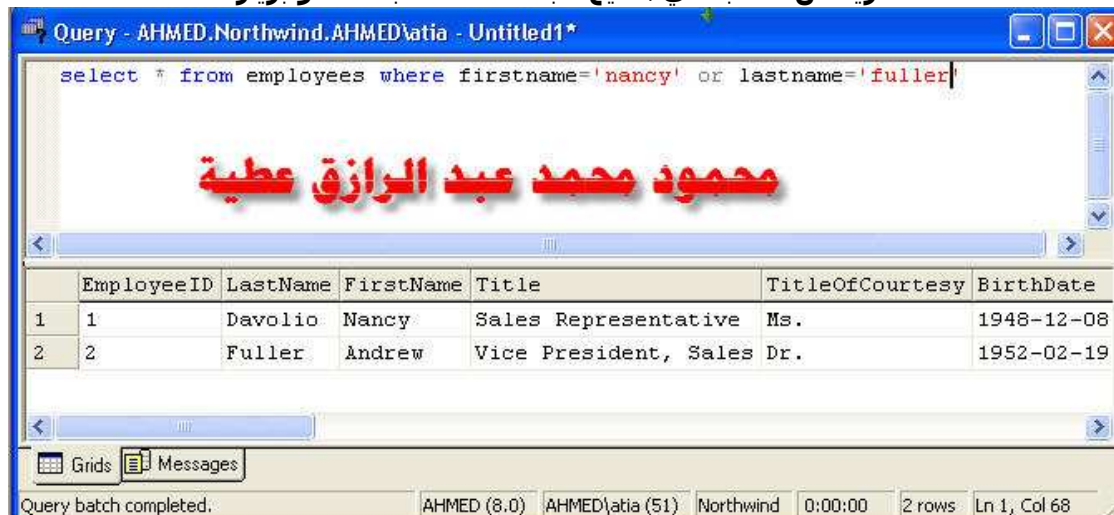 Query - AHMED.Northwind.AHMED\atia - Untitled1*
select * from employees where firstname='nancy' or lastname='fuller'
محمود محمد عبد الرازق عطية
EmployeeID LastName FirstName Title TitleOfCourtesy BirthDate
1 1 Davolio Nancy Sales Representative Ms. 1948-12-08
2 2 Fuller Andrew Vice President, Sales Dr. 1952-02-19
Grids Messages
Query batch completed. AHMED (8.0) AHMED\atia (51) Northwind 0:00:00 2 rows Ln 1, Col 68